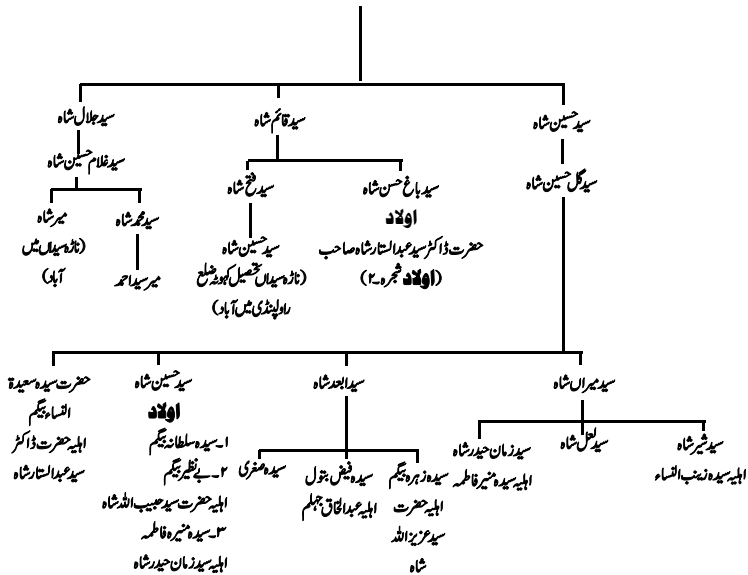 سید حسین شاہ
سید قائم شاہ
سید جلال شاہ
سید گل حسین شاہ
سید باغ حسن شاہ
اولاد
حضرت ڈاکٹر سید عبدالستار شاہ صاحب
(اولاد شجرہ۔۲)
سید فتح شاہ
سید حسین شاہ
(ناڑہ سیداں تحصیل کہوٹہ ضلع
راولپنڈی میں آباد)
سید غلام حسین شاہ
سید محمد شاہ
میر سید احمد
میر شاہ
(ناڑہ سیداں میں
آباد)
سید میراں شاہ
سید ابعد شاہ
سید حسین شاہ
اولاد
۱۔سیدہ سلطانہ بیگم
۲۔بے نظیر بیگم
اہلیہ حضرت سید حبیب اللہ شاہ
۳۔سیدہ منیرہ فاطمہ
اہلیہ سید زمان حیدر شاہ
حضرت سیدہ سعیدۃ
النساء بیگم
اہلیہ حضرت ڈاکٹر
سید عبدالستار شاہ
سید شیر شاہ
اہلیہ سیدہ زینب النساء
سید لعل شاہ
سید زمان حیدر شاہ
اہلیہ سیدہ منیر فاطمہ
سیدہ زہرہ بیگم
اہلیہ حضرت
سید عزیز اللہ
شاہ
سیدہ فیض بتول
اہلیہ عبدالخاق جہلم
سیدہ صغریٰ